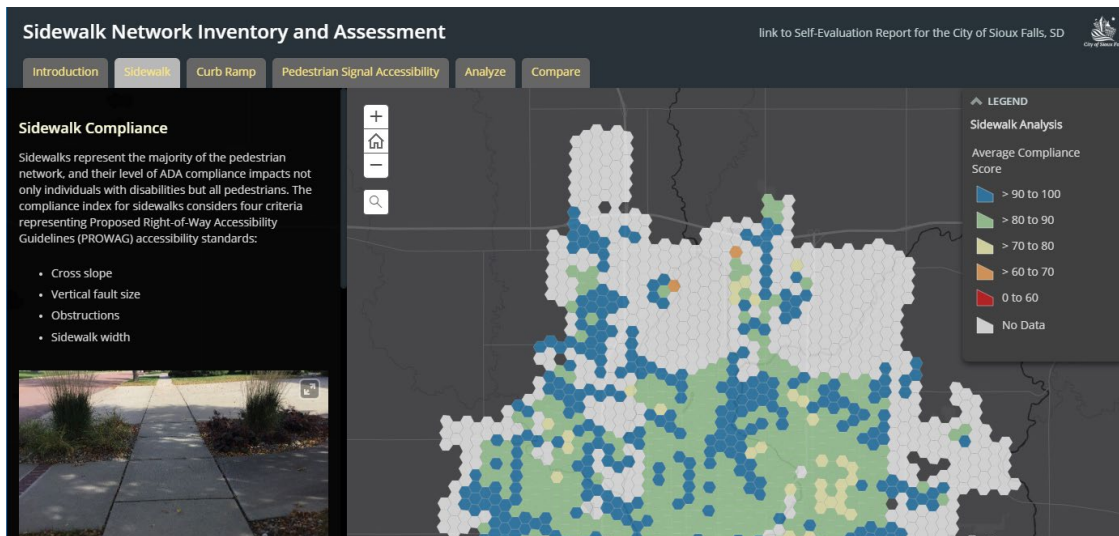 Sidewalk Network Inventory and Assessment
link to Self-Evaluation Report for the City of Sioux Falls, SD
Introduction
Sidewalk
Curb Ramp
Pedestrian Signal Accessibility
Analyze
Compare
Sidewalk Compliance
Sidewalks represent the majority of the pedestrian
network, and their level of ADA compliance impacts not
only individuals with disabilities but all pedestrians. The
compliance index for sidewalks considers four criteria
representing Proposed Right-of-Way Accessibility
Guidelines (PROWAG) accessibility standards:
• Cross slope
• Vertical fault size
• Obstructions
• Sidewalk width
LEGEND
Sidewalk Analysis
Average Compliance
Score
> 90 to 100
> 80 to 90
> 70 to 80
> 60 to 70
0 to 60
No Data